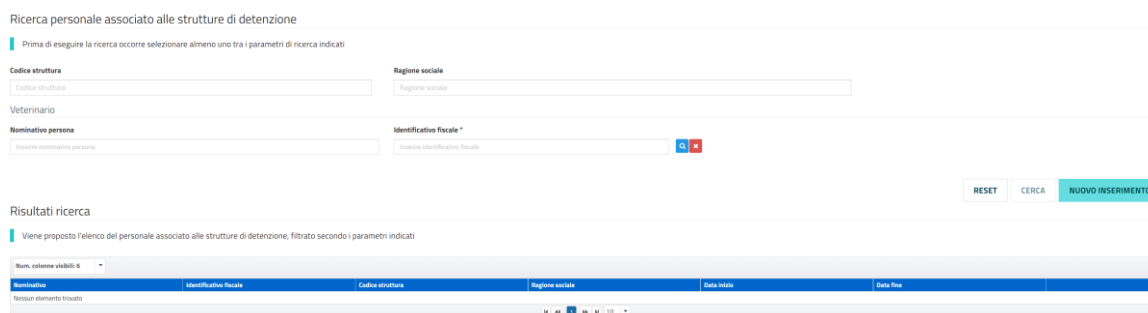 Ricerca personale associato alle strutture di detenzione
Prima di eseguire la ricerca occorre selezionare almeno uno tra i parametri di ricerca indicati
Codice struttura Ragione sociale
Codice struttura Ragione sociale
Veterinario
Nominativo persona Identificativo fiscale *
Inserire nominativo persona Inserire identificativo fiscale
RESET CERCA NUOVO INSERIMENTO
Risultati ricerca
Viene proposto l'elenco del personale associato alle strutture di detenzione, filtrato secondo i parametri indicati
Num. colonne visibili: 6
Nominativo Identificativo fiscale Codice struttura Ragione sociale Data inizio Data fine
Nessun elemento trovato
1 10